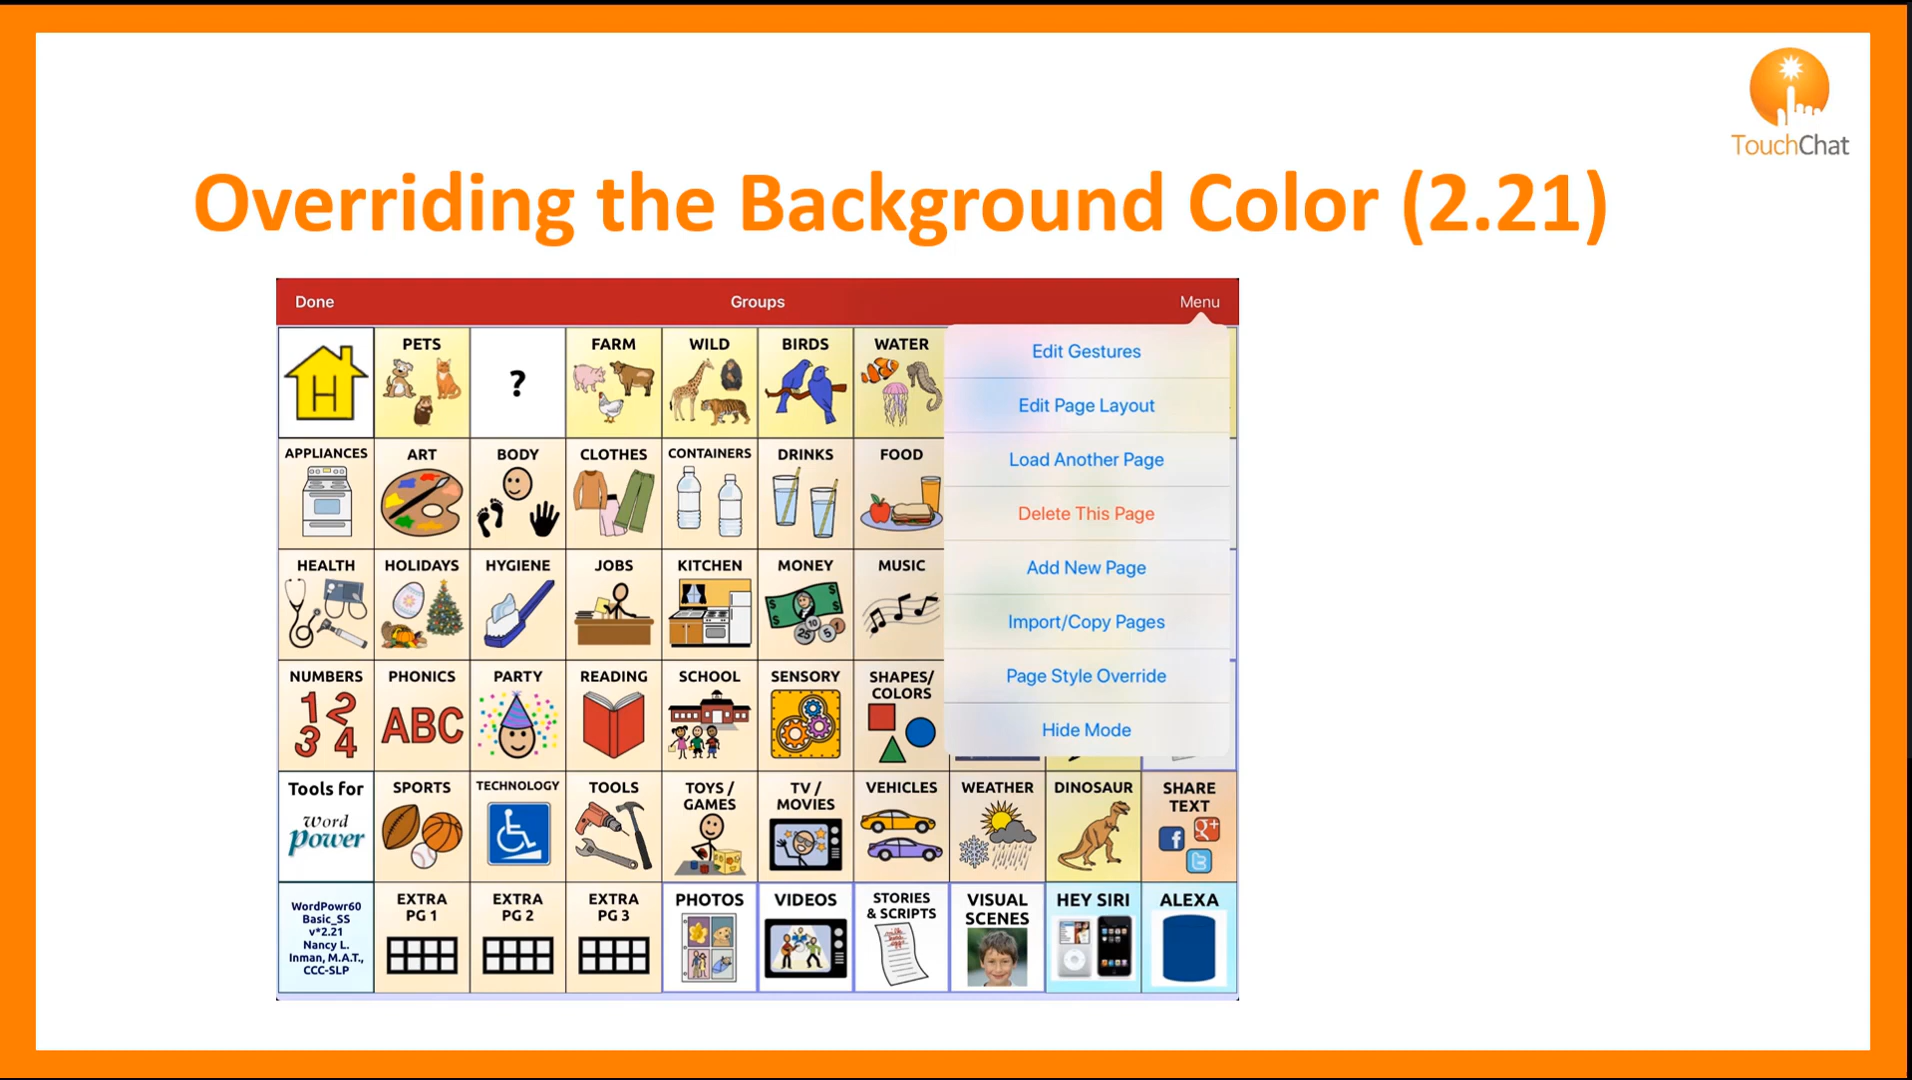 TouchChat
Overriding the Background Color (2.21)
Done
Groups
Menu
PETS
?
FARM
WILD
BIRDS
WATER
H
Edit Gestures
Edit Page Layout
Load Another Page
Delete This Page
Add New Page
Import/Copy Pages
Page Style Override
Hide Mode
APPLIANCES
ART
BODY
CLOTHES
CONTAINERS
DRINKS
FOOD
HEALTH
HOLIDAYS
HYGIENE
JOBS
KITCHEN
MONEY
MUSIC
10
25
5
1
NUMBERS
PHONICS
PARTY
READING
SCHOOL
SENSORY
SHAPES/
COLORS
1 2
3 4
ABC
Tools for
Word
Power
SPORTS
TECHNOLOGY
TOOLS
TOYS /
GAMES
TV /
MOVIES
VEHICLES
WEATHER
DINOSAUR
SHARE
TEXT
f
g+
t
WordPowr60
Basic_SS
v*2.21
Nancy L.
Inman, M.A.T.,
CCC-SLP
EXTRA
PG 1
EXTRA
PG 2
EXTRA
PG 3
PHOTOS
VIDEOS
STORIES
& SCRIPTS
VISUAL
SCENES
HEY SIRI
ALEXA